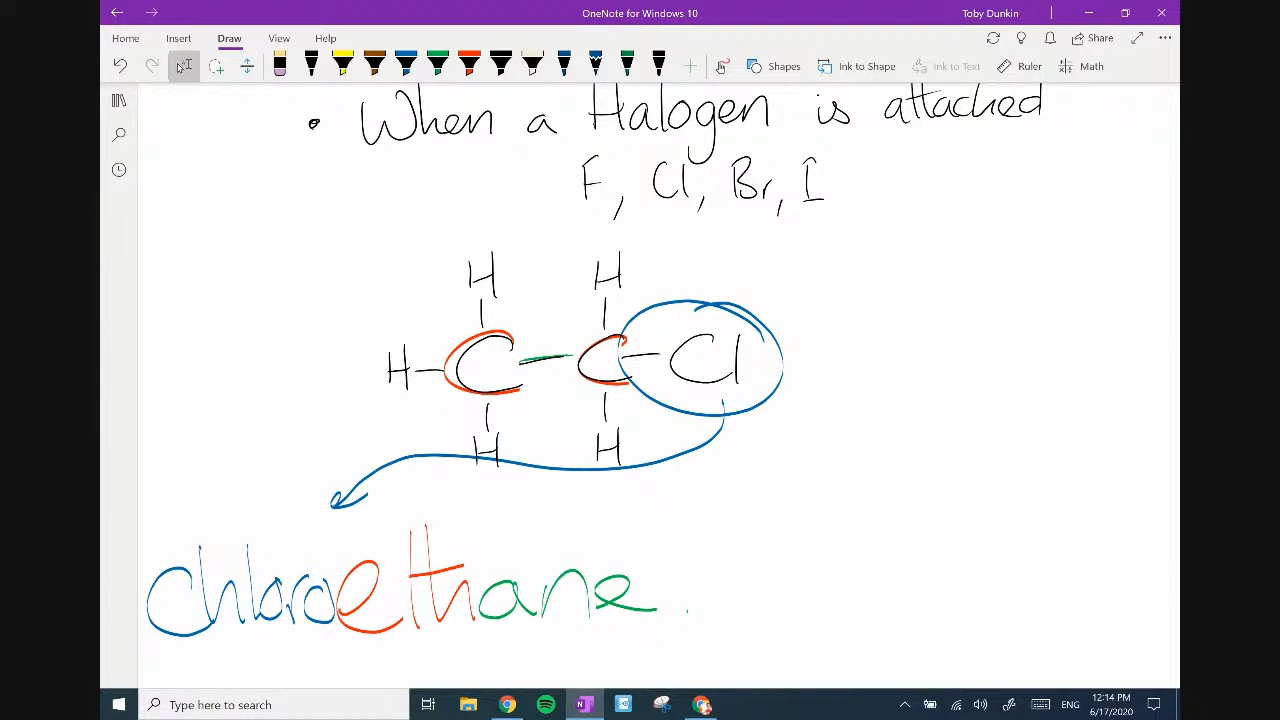 OneNote for Windows 10
Toby Dunkin
Home Insert Draw View Help
Share
Shapes Ink to Shape Ink to Text Ruler Math
• When a Halogen is attached
F, Cl, Br, I
H H
H C C Cl
H H
chloroethane.
Type here to search
ENG
12:14 PM
6/17/2020